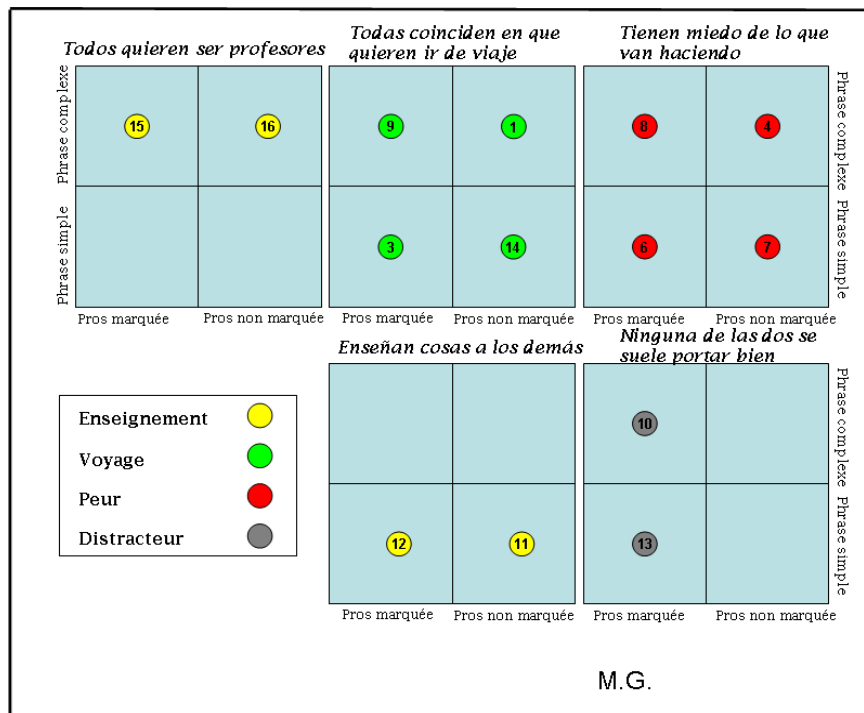 Todos quieren ser profesores
Todas coinciden en que
quieren ir de viaje
Tienen miedo de lo que
van haciendo
Phrase complexe
Phrase simple
15
16
9
1
8
4
3
14
6
7
Phrase complexe
Phrase simple
Pros marquée
Pros non marquée
Pros marquée
Pros non marquée
Pros marquée
Pros non marquée
Enseñan cosas a los demás
Ninguna de las dos se
suele portar bien
Enseignement
Voyage
Peur
Distracteur
10
12
11
13
Phrase complexe
Phrase simple
Pros marquée
Pros non marquée
Pros marquée
Pros non marquée
M.G.